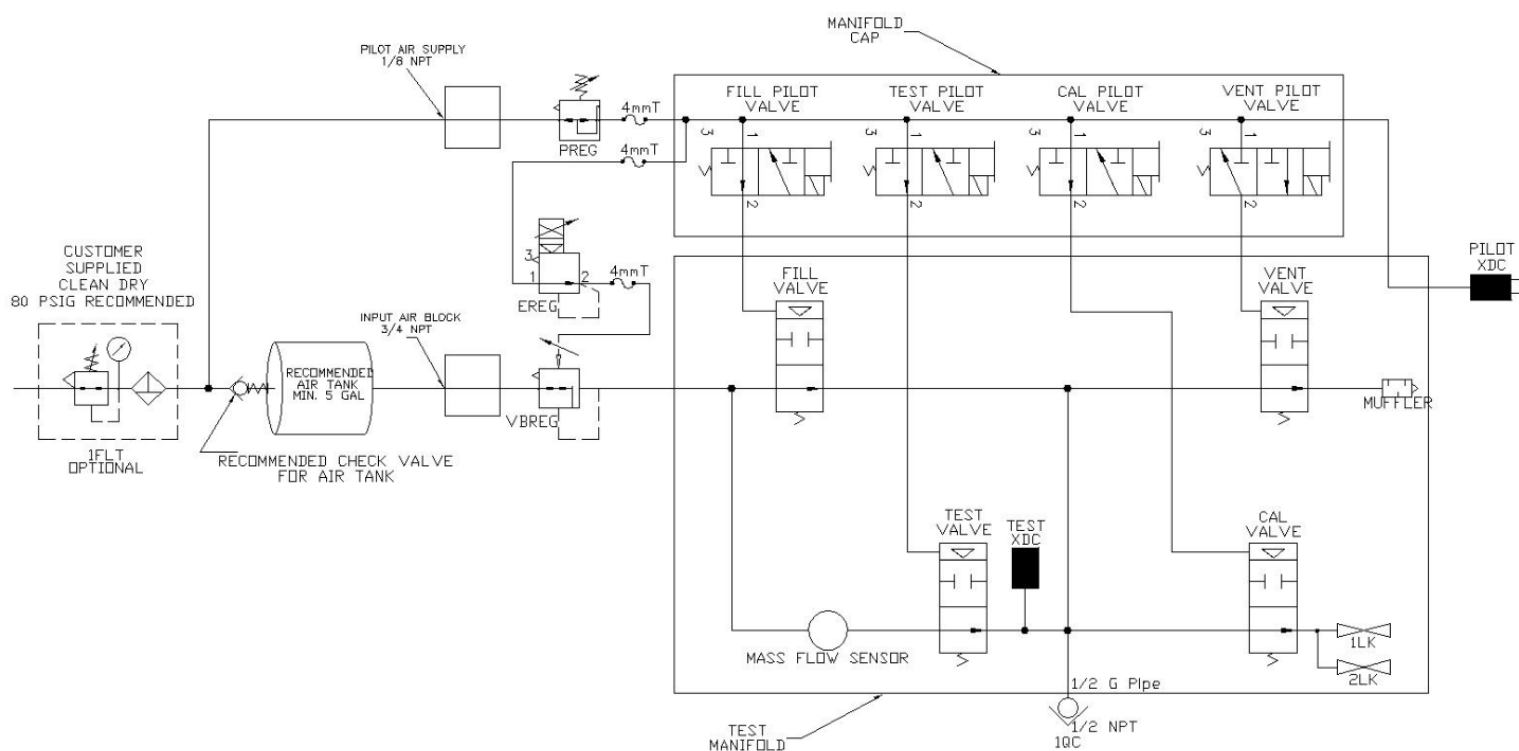 MANIFOLD
CAP
PILOT AIR SUPPLY
1/8 NPT
FILL PILOT
VALVE
TEST PILOT
VALVE
CAL PILOT
VALVE
VENT PILOT
VALVE
4mmT
PREG
4mmT
3
1
2
3
1
2
3
1
2
3
1
2
CUSTOMER
SUPPLIED
CLEAN DRY
80 PSIG RECOMMENDED
3
1
2
4mmT
EREG
FILL
VALVE
VENT
VALVE
PILOT
XDC
INPUT AIR BLOCK
3/4 NPT
RECOMMENDED
AIR TANK
MIN. 5 GAL
VBREG
MUFFLER
1FLT
OPTIONAL
RECOMMENDED CHECK VALVE
FOR AIR TANK
TEST
VALVE
TEST
XDC
CAL
VALVE
MASS FLOW SENSOR
1LK
2LK
1/2 G Pipe
1/2 NPT
1QC
TEST
MANIFOLD